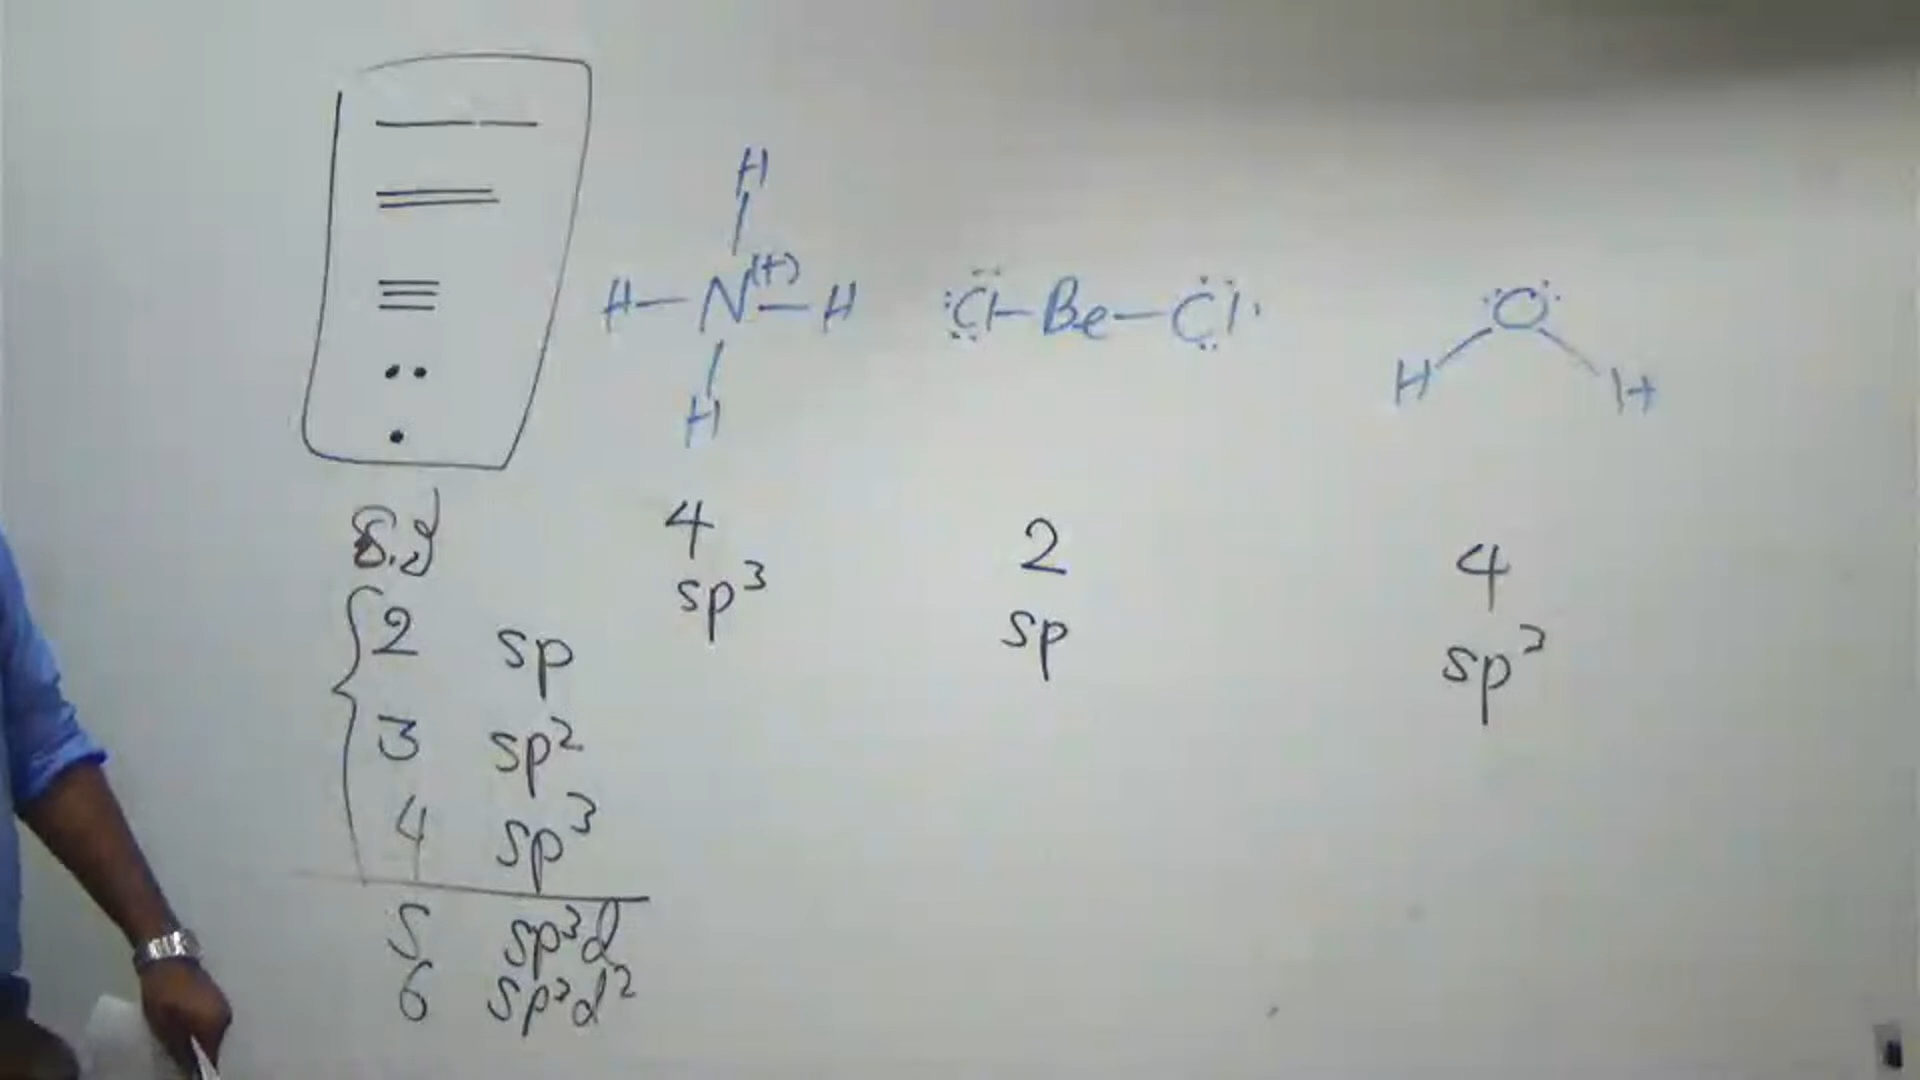 H
H—N(+)—H
H
:Cl—Be—Cl:
O
H H
4
sp³
2
sp
4
sp³
2 sp
3 sp²
4 sp³
5 sp³d
6 sp³d²